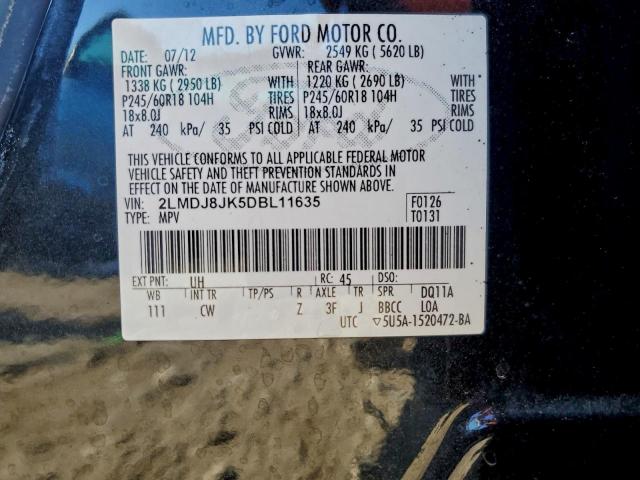 MFD. BY FORD MOTOR CO.
DATE: 07/12 GVWR: 2549 KG ( 5620 LB)
FRONT GAWR: REAR GAWR:
1338 KG ( 2950 LB) WITH 1220 KG ( 2690 LB) WITH
P245/60R18 104H TIRES P245/60R18 104H TIRES
18x8.0J RIMS 18x8.0J RIMS
AT 240 kPa/ 35 PSI COLD AT 240 kPa/ 35 PSI COLD
THIS VEHICLE CONFORMS TO ALL APPLICABLE FEDERAL MOTOR
VEHICLE SAFETY AND THEFT PREVENTION STANDARDS IN
EFFECT ON THE DATE OF MANUFACTURE SHOWN ABOVE.
VIN: 2LMDJ8JK5DBL11635 F0126
TYPE: MPV T0131
EXT PNT: UH RC: 45 DSO:
WB INT TR TP/PS R AXLE TR SPR DQ11A
111 CW Z 3F J BBCC LOA
UTC ▽5U5A-1520472-BA
Ford